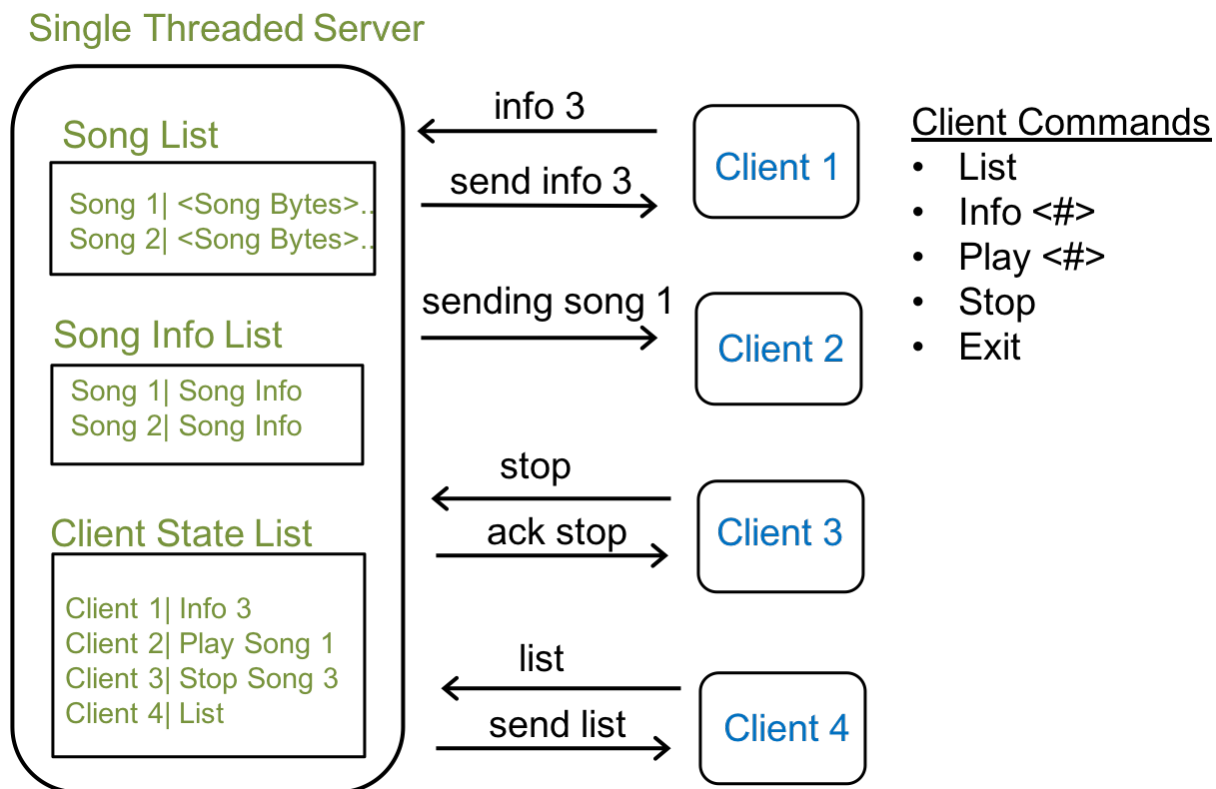 Single Threaded Server
Song List
Song 1| <Song Bytes>..
Song 2| <Song Bytes>..
Song Info List
Song 1| Song Info
Song 2| Song Info
Client State List
Client 1| Info 3
Client 2| Play Song 1
Client 3| Stop Song 3
Client 4| List
info 3
send info 3
Client 1
sending song 1
Client 2
stop
ack stop
Client 3
list
send list
Client 4
Client Commands
• List
• Info <#>
• Play <#>
• Stop
• Exit